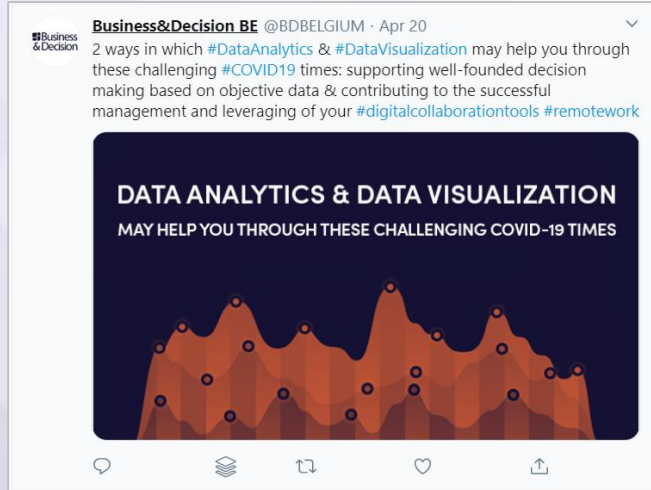 Business
& Decision
Business&Decision BE @BDBELGIUM · Apr 20
2 ways in which #DataAnalytics & #DataVisualization may help you through
these challenging #COVID19 times: supporting well-founded decision
making based on objective data & contributing to the successful
management and leveraging of your #digitalcollaborationtools #remotework
DATA ANALYTICS & DATA VISUALIZATION
MAY HELP YOU THROUGH THESE CHALLENGING COVID-19 TIMES